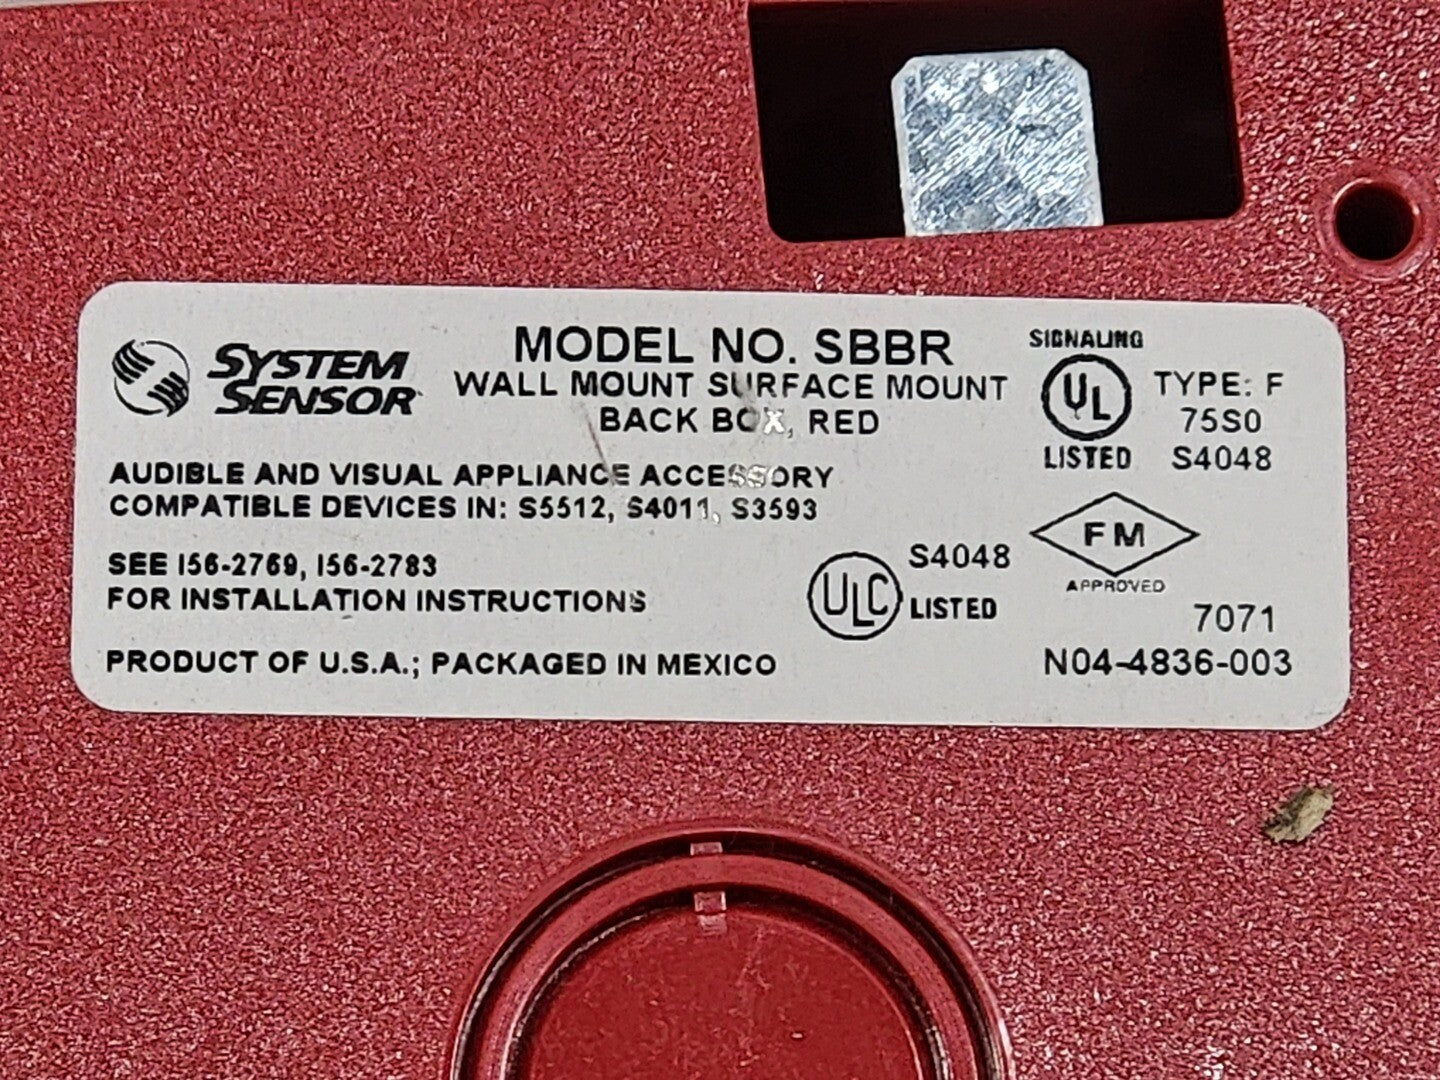 SYSTEM
SENSOR
MODEL NO. SBBR
WALL MOUNT SURFACE MOUNT
BACK BOX, RED
AUDIBLE AND VISUAL APPLIANCE ACCESSORY
COMPATIBLE DEVICES IN: S5512, S4011, S3593
SEE I56-2769, I56-2783
FOR INSTALLATION INSTRUCTIONS
PRODUCT OF U.S.A.; PACKAGED IN MEXICO
SIGNALING
UL
LISTED
TYPE: F
75S0
S4048
ULC
S4048
LISTED
FM
APPROVED
7071
N04-4836-003